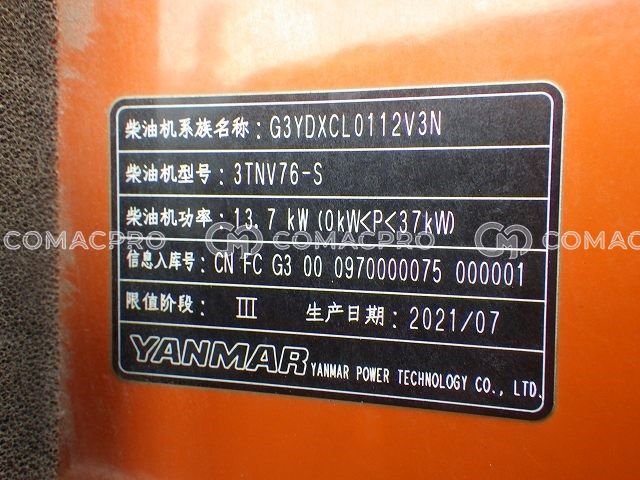 柴油机系族名称: G3YDXCL0112V3N
柴油机型号: 3TNV76-S
柴油机功率: 13.7 kW (0kW<P<37kW)
COMACPRO COMACPRO COMACPRO
信息入库号: CN FC G3 00 0970000075 000001
限值阶段: III 生产日期: 2021/07
YANMAR YANMAR POWER TECHNOLOGY CO., LTD.